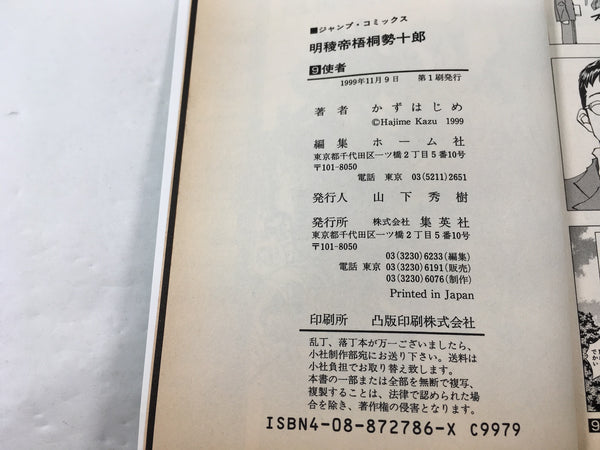 ■ジャンプ・コミックス
明稜帝梧桐勢十郎
9使者
1999年11月9日　第1刷発行
著者　かずはじめ
©Hajime Kazu 1999
編集　ホーム社
東京都千代田区一ツ橋2丁目5番10号
〒101-8050
電話　東京　03(5211)2651
発行人　山下秀樹
発行所　株式会社 集英社
東京都千代田区一ツ橋2丁目5番10号
〒101-8050
03(3230)6233(編集)
電話 東京 03(3230)6191(販売)
03(3230)6076(制作)
Printed in Japan
印刷所　凸版印刷株式会社
乱丁、落丁本が万一ございましたら、
小社制作部宛にお送り下さい。送料は
小社負担でお取り替え致します。
本書の一部または全部を無断で複写、
複製することは、法律で認められた場
合を除き、著作権の侵害となります。
ISBN4-08-872786-X C9979